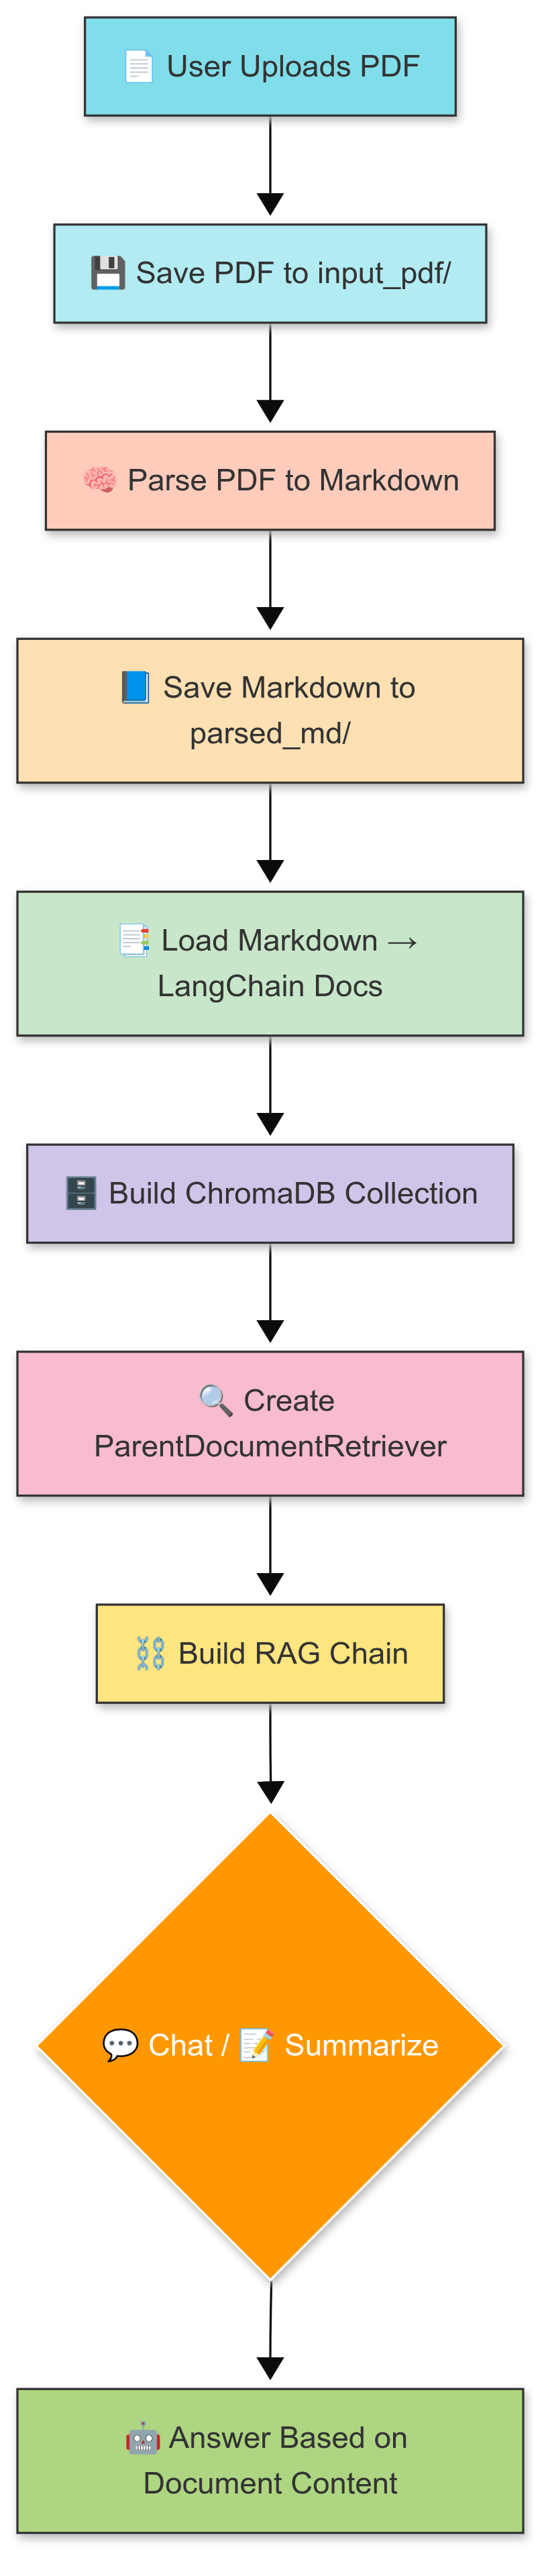 📄 User Uploads PDF
💾 Save PDF to input_pdf/
🧠 Parse PDF to Markdown
📘 Save Markdown to
parsed_md/
📑 Load Markdown →
LangChain Docs
🗄️ Build ChromaDB Collection
🔍 Create
ParentDocumentRetriever
⛓️ Build RAG Chain
💬 Chat / 📝 Summarize
🤖 Answer Based on
Document Content